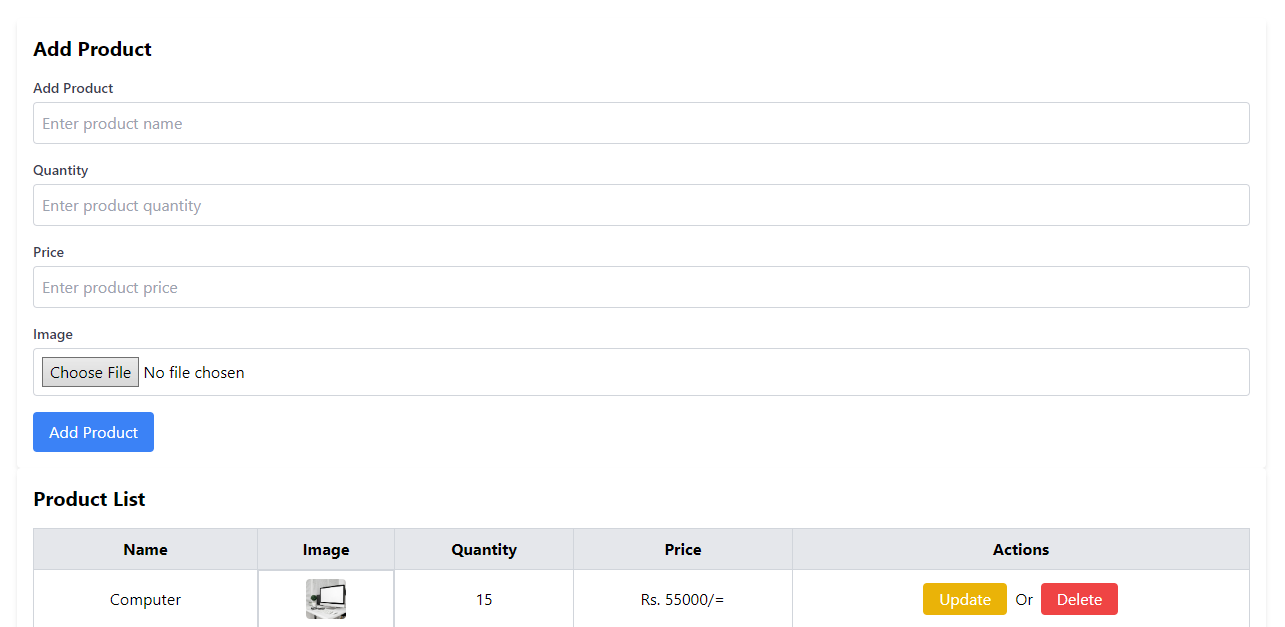 Add Product
Add Product
Enter product name
Quantity
Enter product quantity
Price
Enter product price
Image
Choose File No file chosen
Add Product
Product List
Name Image Quantity Price Actions
Computer 15 Rs. 55000/= Update Or Delete